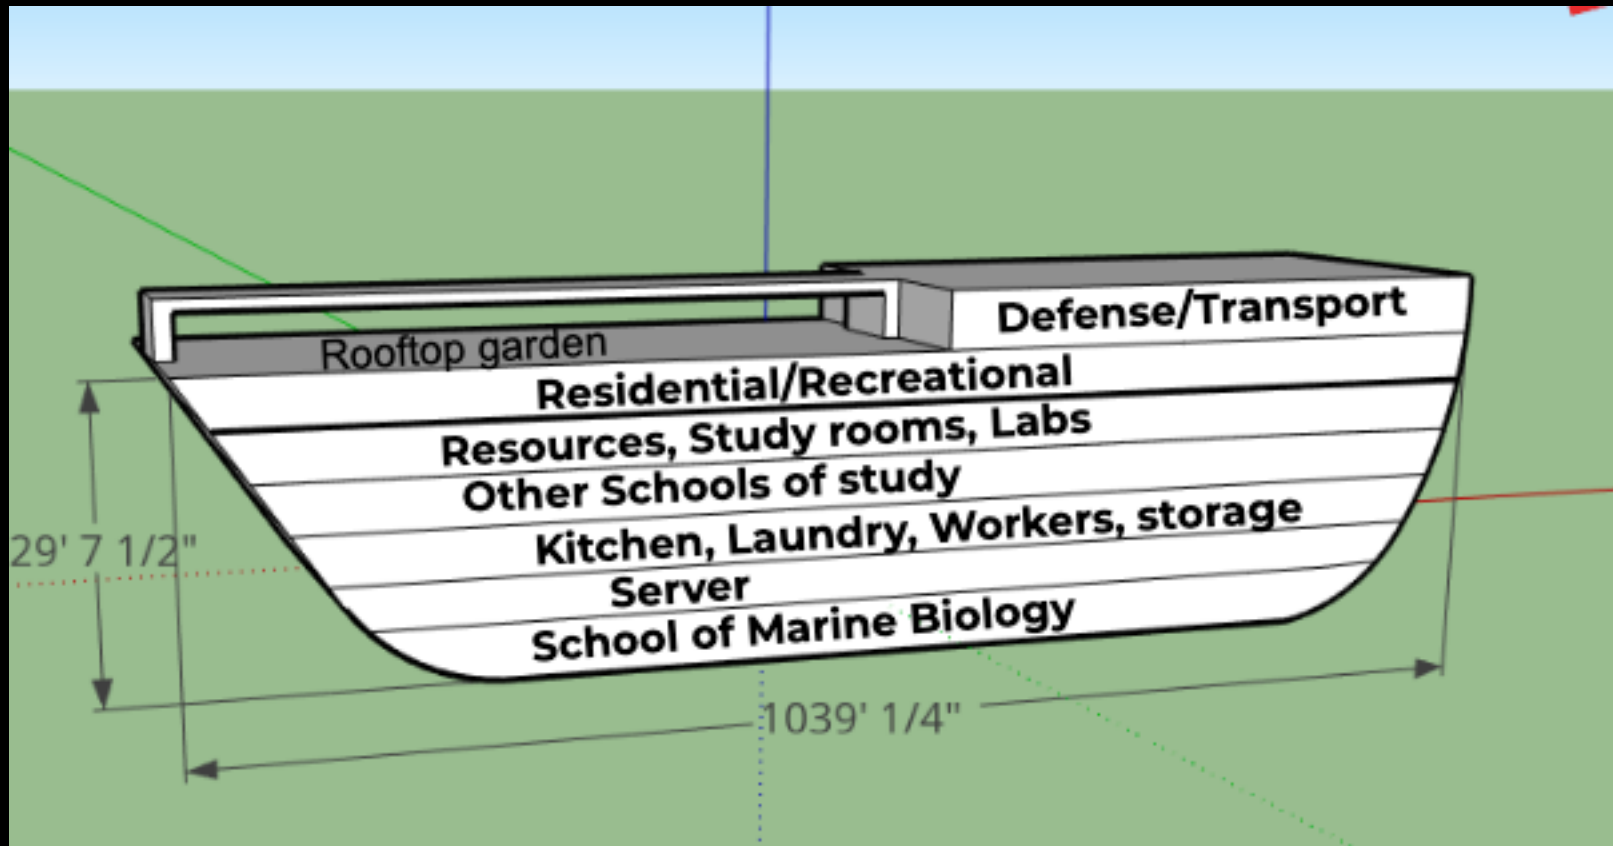 Defense/Transport
Rooftop garden
Residential/Recreational
Resources, Study rooms, Labs
Other Schools of study
Kitchen, Laundry, Workers, storage
29' 7 1/2"
Server
School of Marine Biology
1039' 1/4"